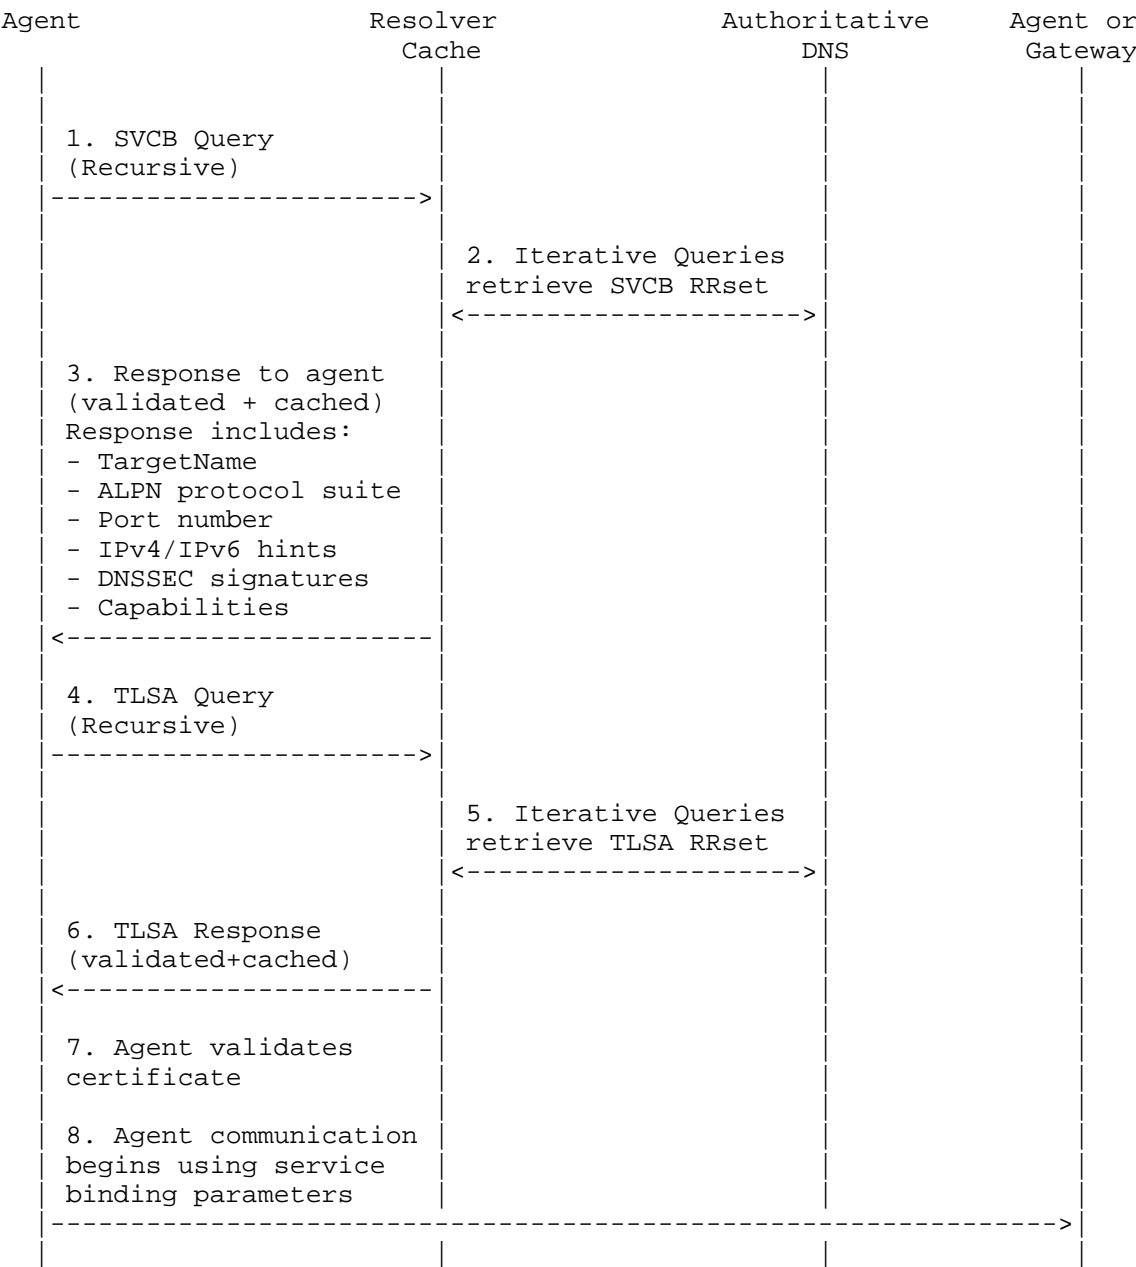 Agent Resolver Authoritative Agent or
Cache DNS Gateway
1. SVCB Query
(Recursive)
2. Iterative Queries
retrieve SVCB RRset
3. Response to agent
(validated + cached)
Response includes:
- TargetName
- ALPN protocol suite
- Port number
- IPv4/IPv6 hints
- DNSSEC signatures
- Capabilities
4. TLSA Query
(Recursive)
5. Iterative Queries
retrieve TLSA RRset
6. TLSA Response
(validated+cached)
7. Agent validates
certificate
8. Agent communication
begins using service
binding parameters